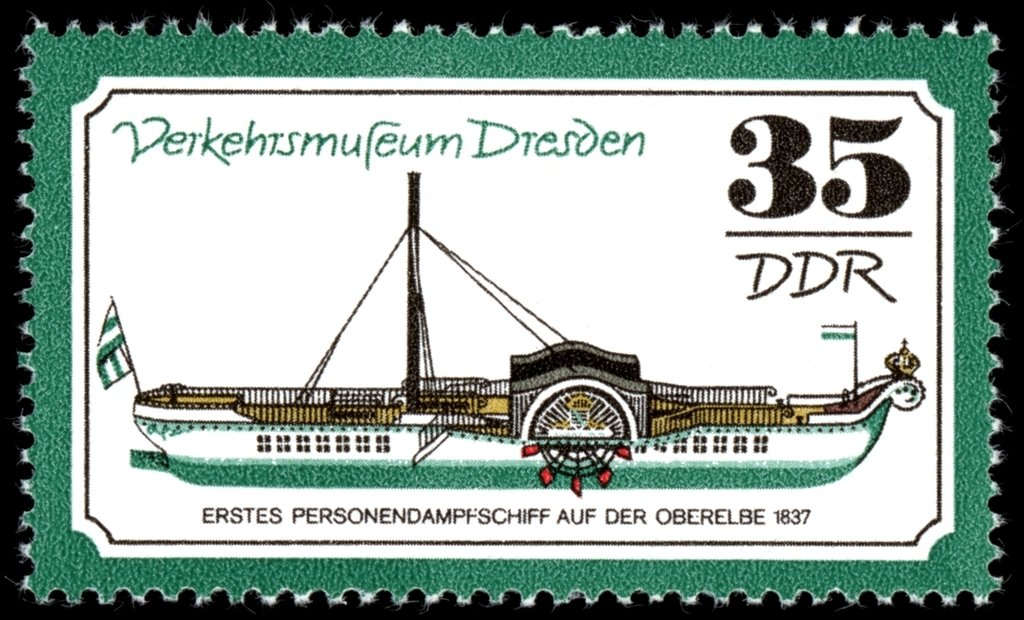 Verkehrsmuseum Dresden
35
DDR
ERSTES PERSONENDAMPFSCHIFF AUF DER OBERELBE 1837